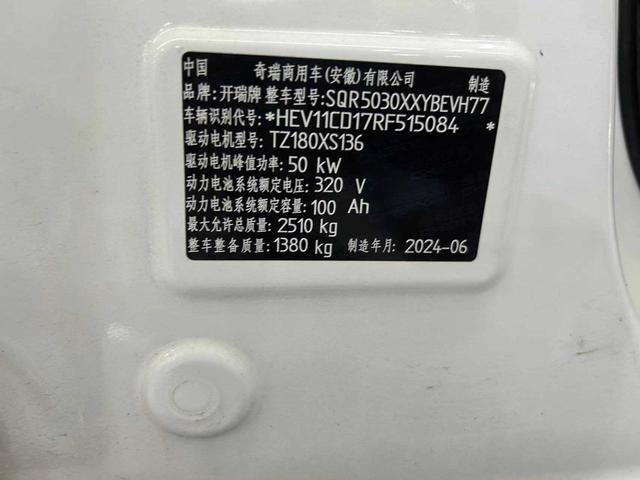 中国 奇瑞商用车(安徽)有限公司 制造
品牌: 开瑞牌 整车型号: SQR5030XXYBEVH77
车辆识别代号: *HEV11CD17RF515084*
驱动电机型号: TZ180XS136
驱动电机峰值功率: 50 kW
动力电池系统额定电压: 320 V
动力电池系统额定容量: 100 Ah
最大允许总质量: 2510 kg
整车整备质量: 1380 kg 制造年月: 2024-06